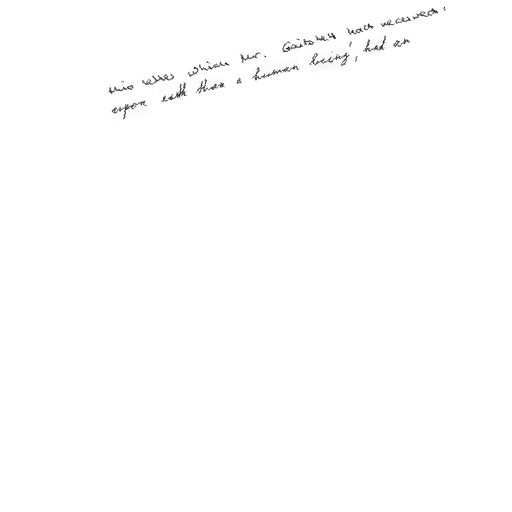 this letter which Mr. Gaitskell had received,
upon earth than a human being', had an